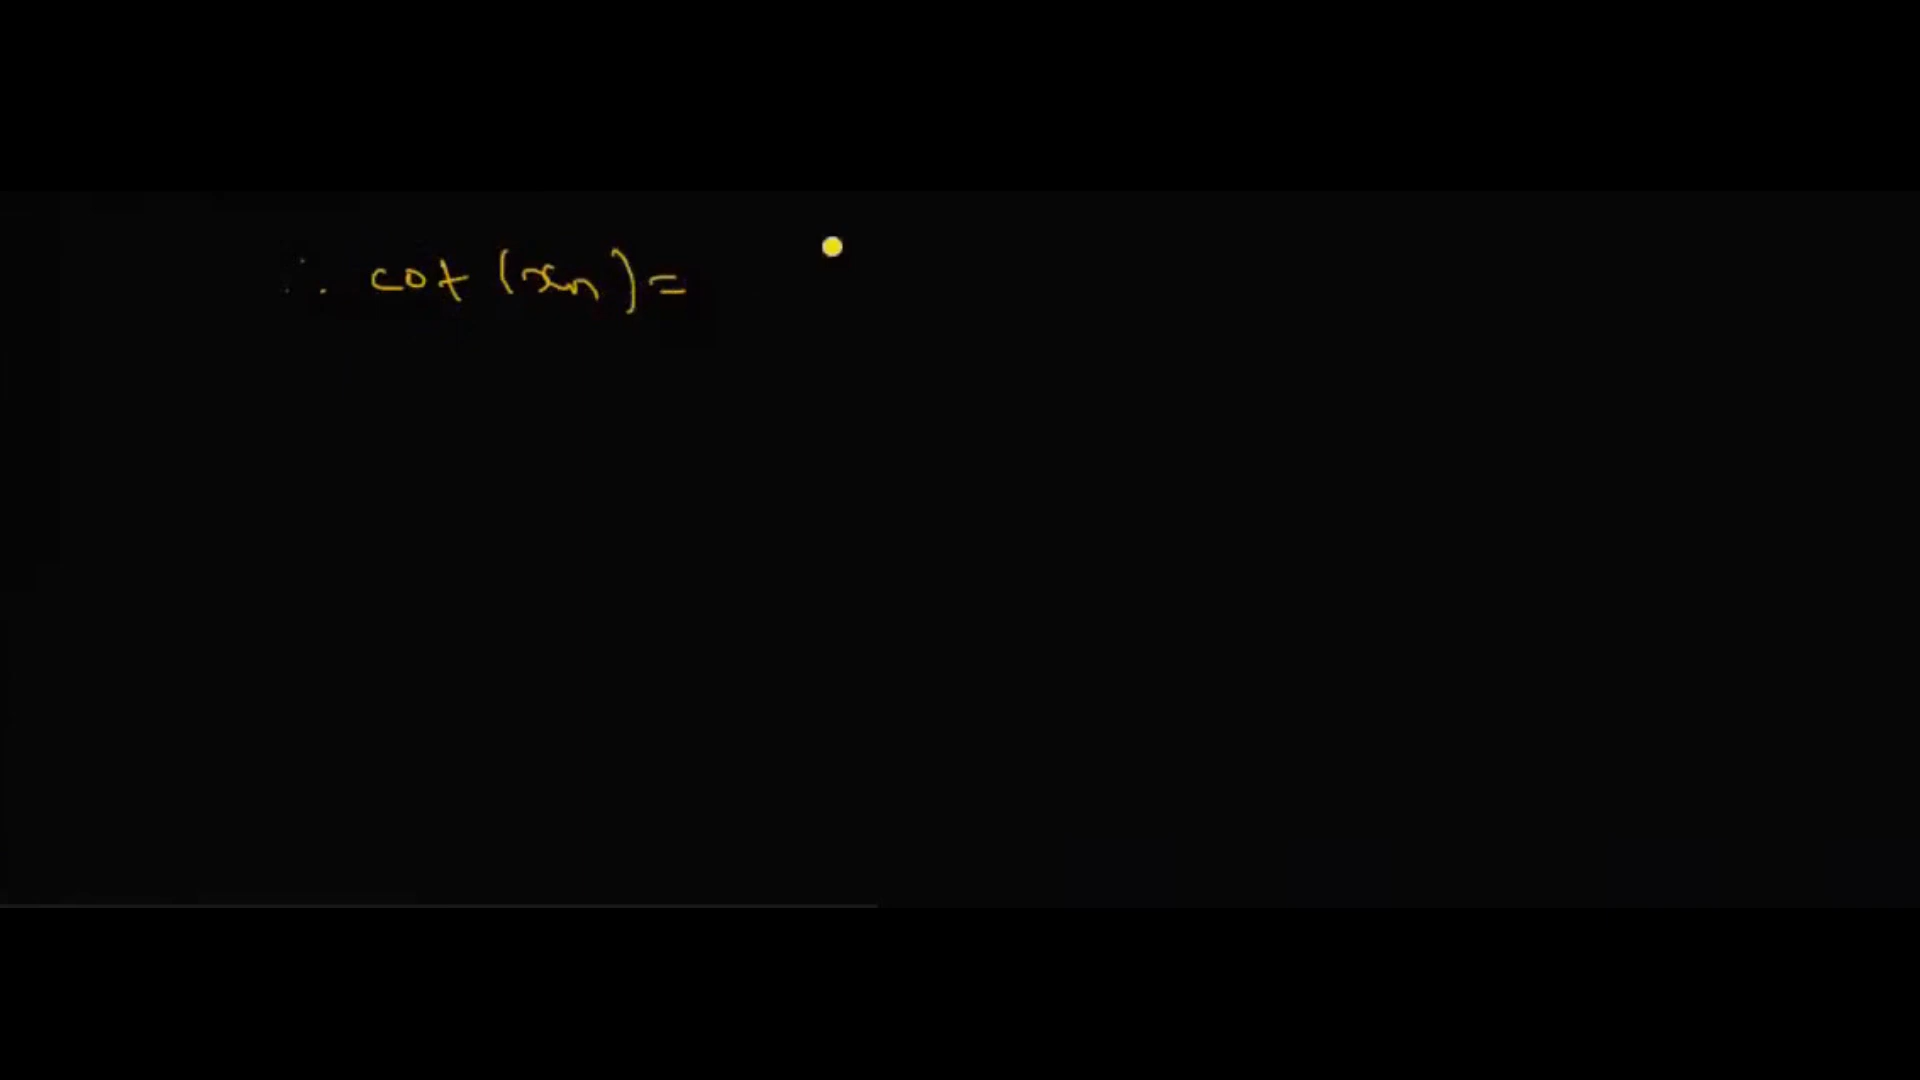 ∴ cot (xn) =